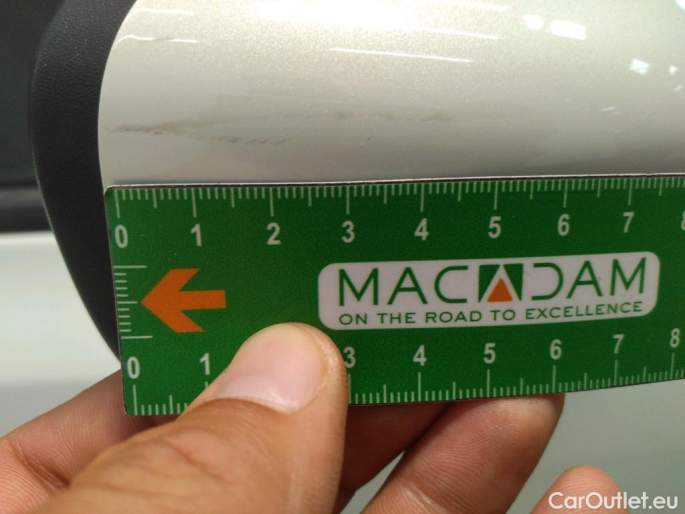 0 1 2 3 4 5 6 7 8
MACADAM
ON THE ROAD TO EXCELLENCE
0 1 3 4 5 6 7 8
CarOutlet.eu